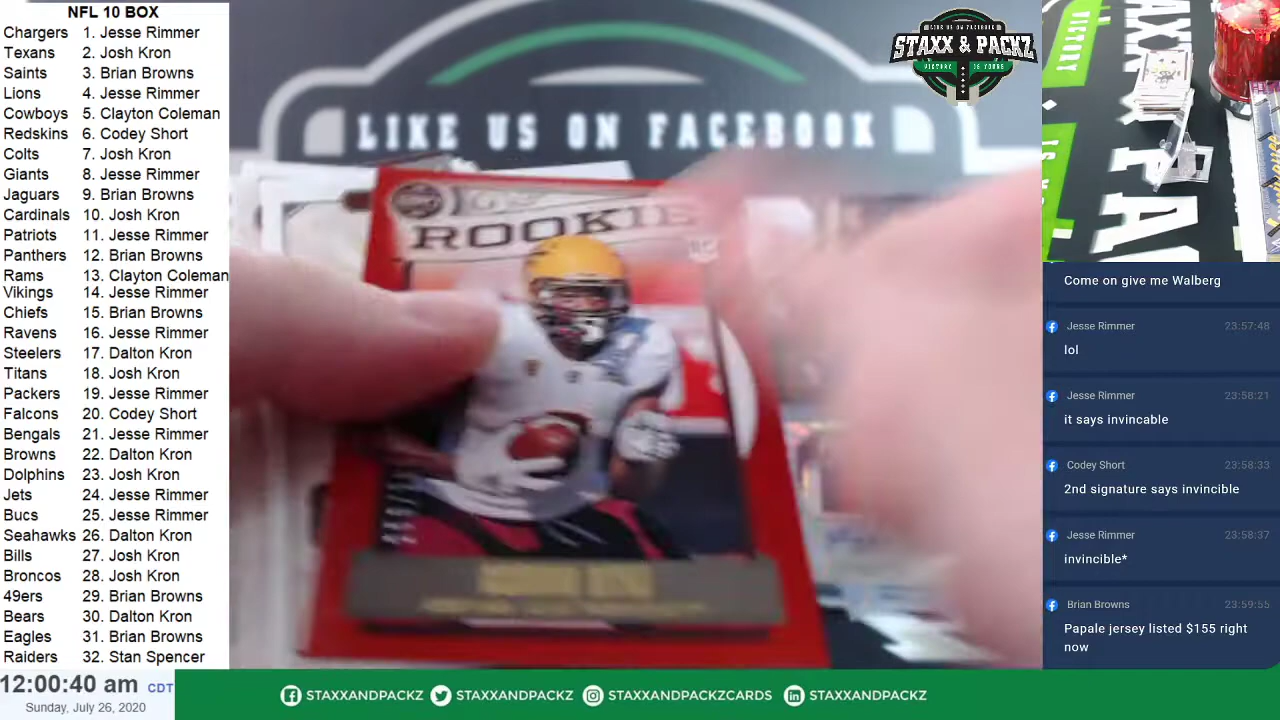 NFL 10 BOX
Chargers 1. Jesse Rimmer
Texans 2. Josh Kron
Saints 3. Brian Browns
Lions 4. Jesse Rimmer
Cowboys 5. Clayton Coleman
Redskins 6. Codey Short
Colts 7. Josh Kron
Giants 8. Jesse Rimmer
Jaguars 9. Brian Browns
Cardinals 10. Josh Kron
Patriots 11. Jesse Rimmer
Panthers 12. Brian Browns
Rams 13. Clayton Coleman
Vikings 14. Jesse Rimmer
Chiefs 15. Brian Browns
Ravens 16. Jesse Rimmer
Steelers 17. Dalton Kron
Titans 18. Josh Kron
Packers 19. Jesse Rimmer
Falcons 20. Codey Short
Bengals 21. Jesse Rimmer
Browns 22. Dalton Kron
Dolphins 23. Josh Kron
Jets 24. Jesse Rimmer
Bucs 25. Jesse Rimmer
Seahawks 26. Dalton Kron
Bills 27. Josh Kron
Broncos 28. Josh Kron
49ers 29. Brian Browns
Bears 30. Dalton Kron
Eagles 31. Brian Browns
Raiders 32. Stan Spencer
12:00:40 am CDT
Sunday, July 26, 2020
LIKE US ON FACEBOOK
ROOKIE
LIKE US ON FACEBOOK
STAXX & PACKZ
VICTORY IS YOURS
VICTORY
Come on give me Walberg
Jesse Rimmer 23:57:48
lol
Jesse Rimmer 23:58:21
it says invincable
Codey Short 23:58:33
2nd signature says invincible
Jesse Rimmer 23:58:37
invincible*
Brian Browns 23:59:55
Papale jersey listed $155 right
now
STAXXANDPACKZ STAXXANDPACKZ STAXXANDPACKZCARDS STAXXANDPACKZ